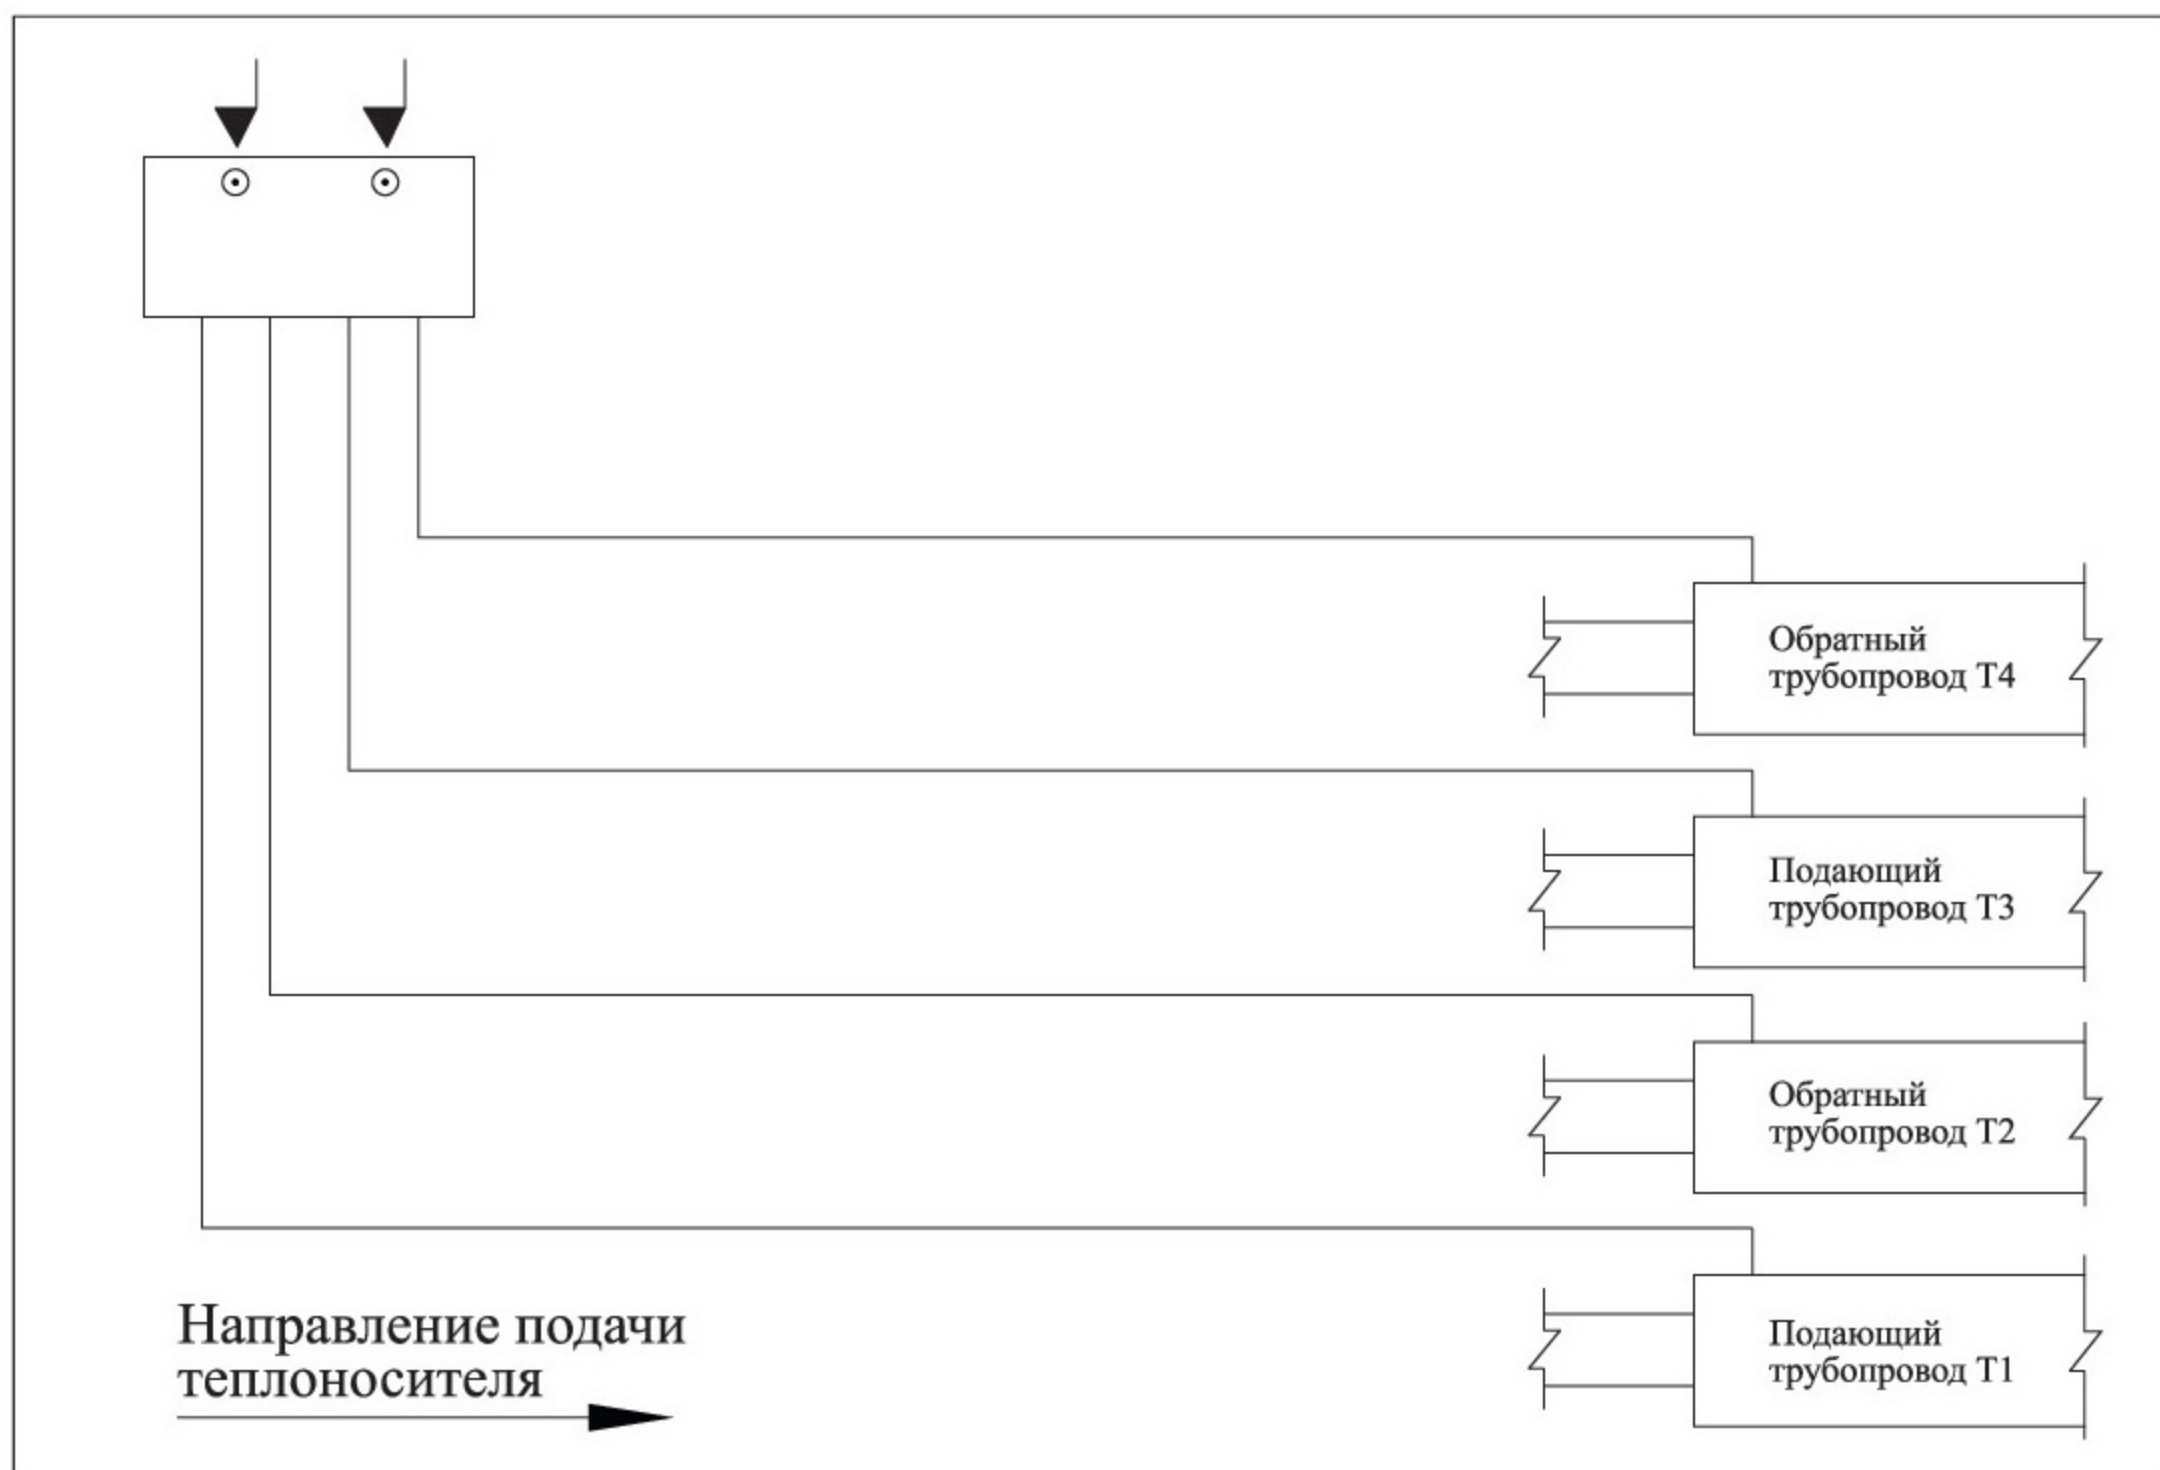 Обратный
трубопровод Т4
Подающий
трубопровод Т3
Обратный
трубопровод Т2
Подающий
трубопровод Т1
Направление подачи
теплоносителя